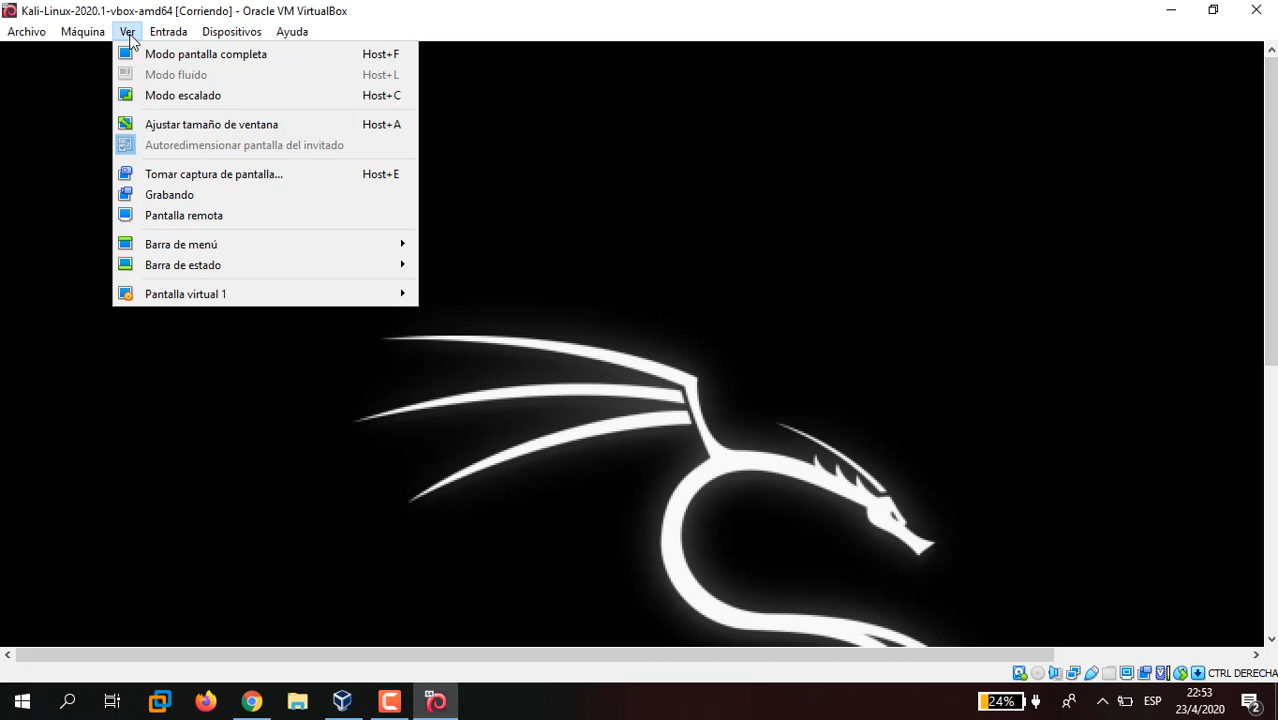 Kali-Linux-2020.1-vbox-amd64 [Corriendo] - Oracle VM VirtualBox
Archivo Máquina Ver Entrada Dispositivos Ayuda
Modo pantalla completa Host+F
Modo fluído Host+L
Modo escalado Host+C
Ajustar tamaño de ventana Host+A
Autoredimensionar pantalla del invitado
Tomar captura de pantalla... Host+E
Grabando
Pantalla remota
Barra de menú
Barra de estado
Pantalla virtual 1
CTRL DERECHA
24% ESP 22:53
23/4/2020 2